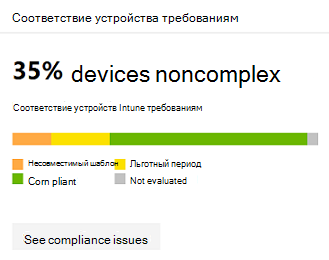 Соответствие устройства требованиям
35% devices noncomplex
Соответствие устройств Intune требованиям
Несовместимый шаблон Льготный период
Corn pliant Not evaluated
See compliance issues